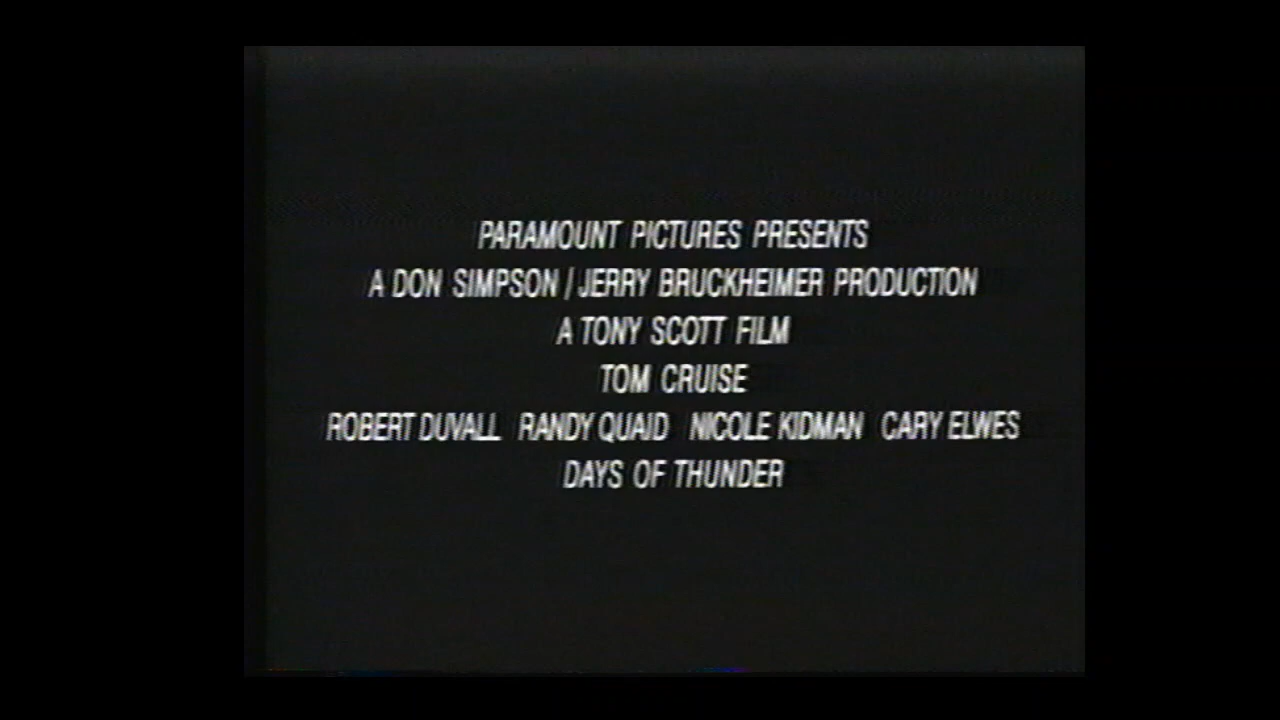 PARAMOUNT PICTURES PRESENTS
A DON SIMPSON/JERRY BRUCKHEIMER PRODUCTION
A TONY SCOTT FILM
TOM CRUISE
ROBERT DUVALL RANDY QUAID NICOLE KIDMAN CARY ELWES
DAYS OF THUNDER